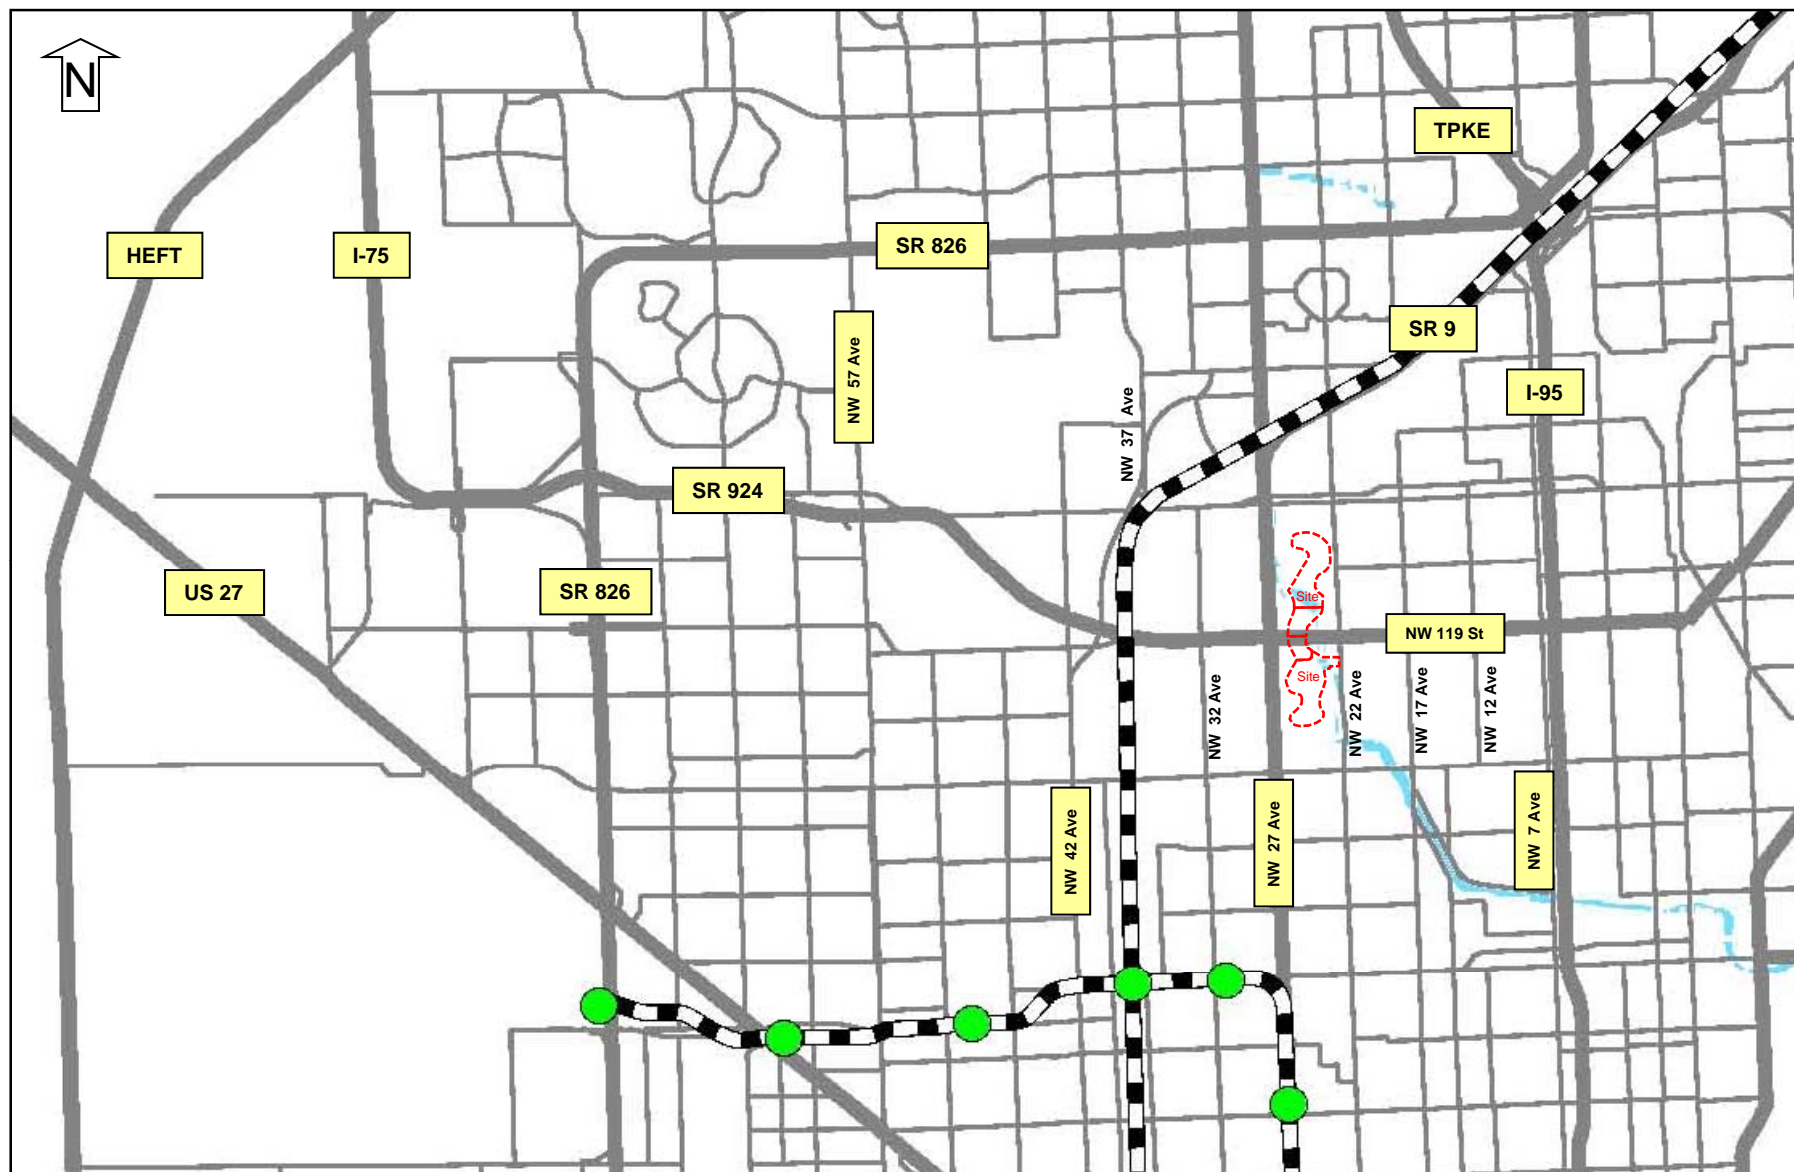 N
TPKE
HEFT
I-75
SR 826
SR 9
NW 57 Ave
NW 37 Ave
I-95
SR 924
US 27
SR 826
Site
NW 119 St
Site
NW 32 Ave
NW 22 Ave
NW 17 Ave
NW 12 Ave
NW 42 Ave
NW 27 Ave
NW 7 Ave